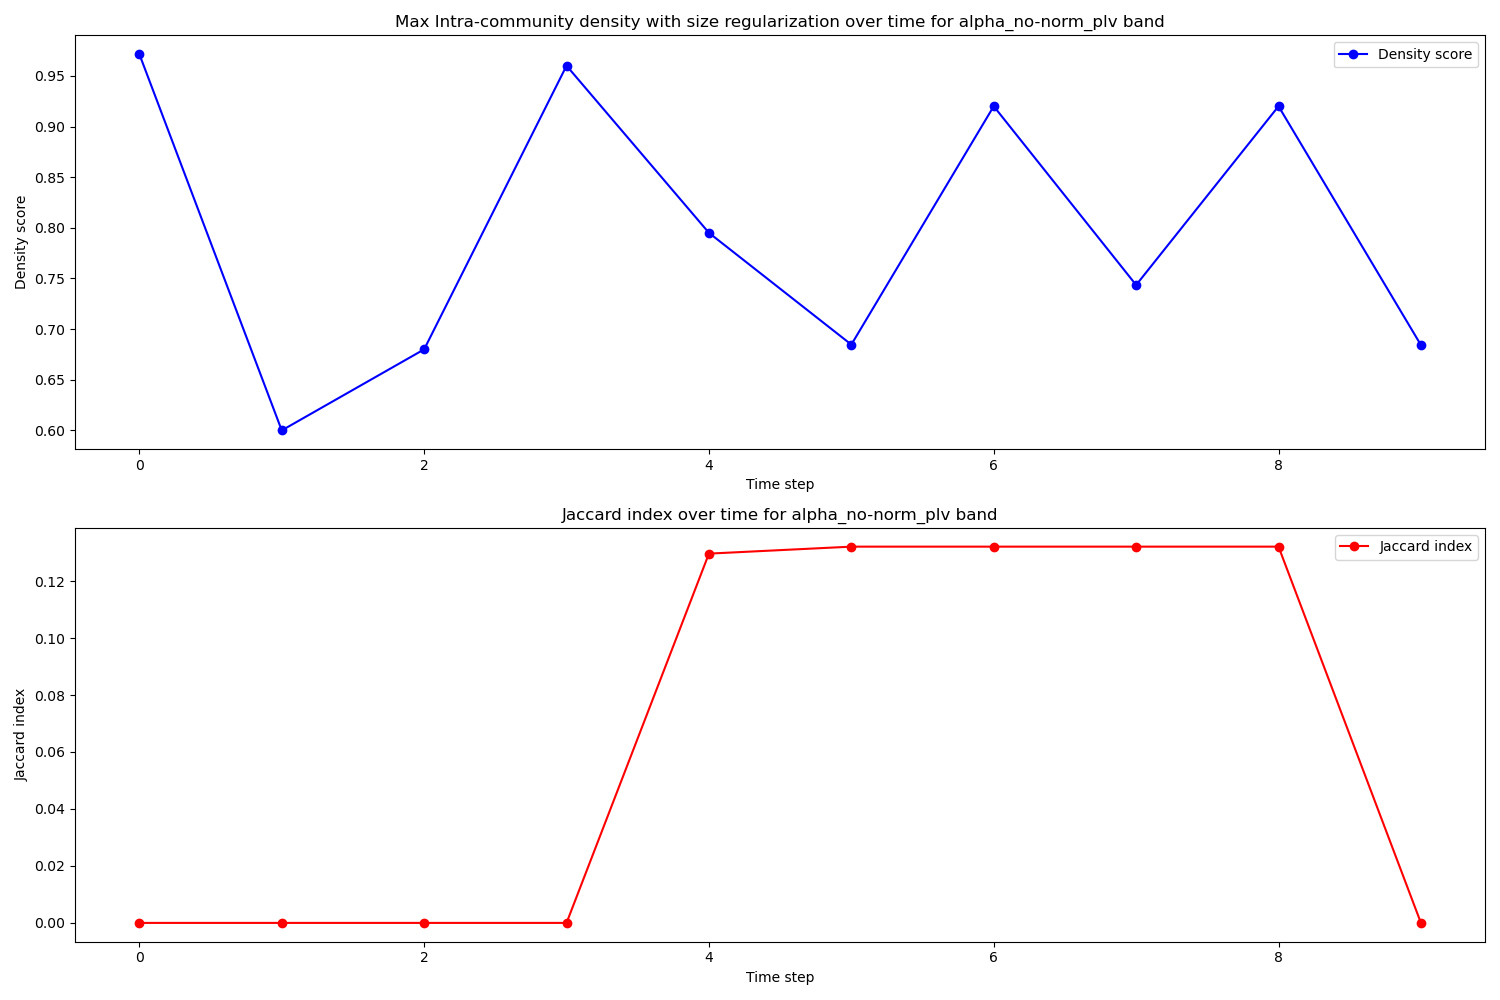 Max Intra-community density with size regularization over time for alpha_no-norm_plv band
Density score
Density score
0.95
0.90
0.85
0.80
0.75
0.70
0.65
0.60
0 2 4 6 8
Time step
Jaccard index over time for alpha_no-norm_plv band
Jaccard index
Jaccard index
0.12
0.10
0.08
0.06
0.04
0.02
0.00
0 2 4 6 8
Time step